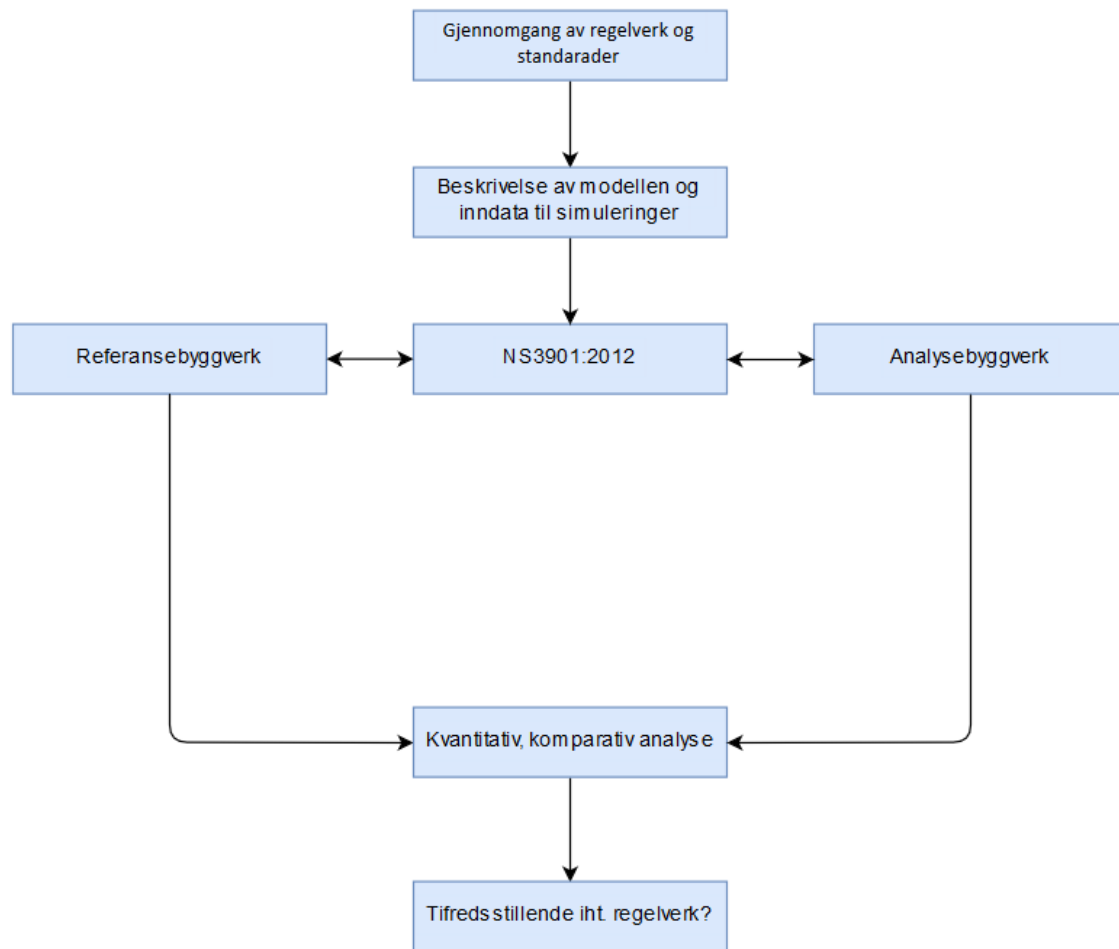 Gjennomgang av regelverk og
standarader
Beskrivelse av modellen og
inndata til simuleringer
Referansebyggverk
NS3901:2012
Analysebyggverk
Kvantitativ, komparativ analyse
Tifredsstillende iht. regelverk?